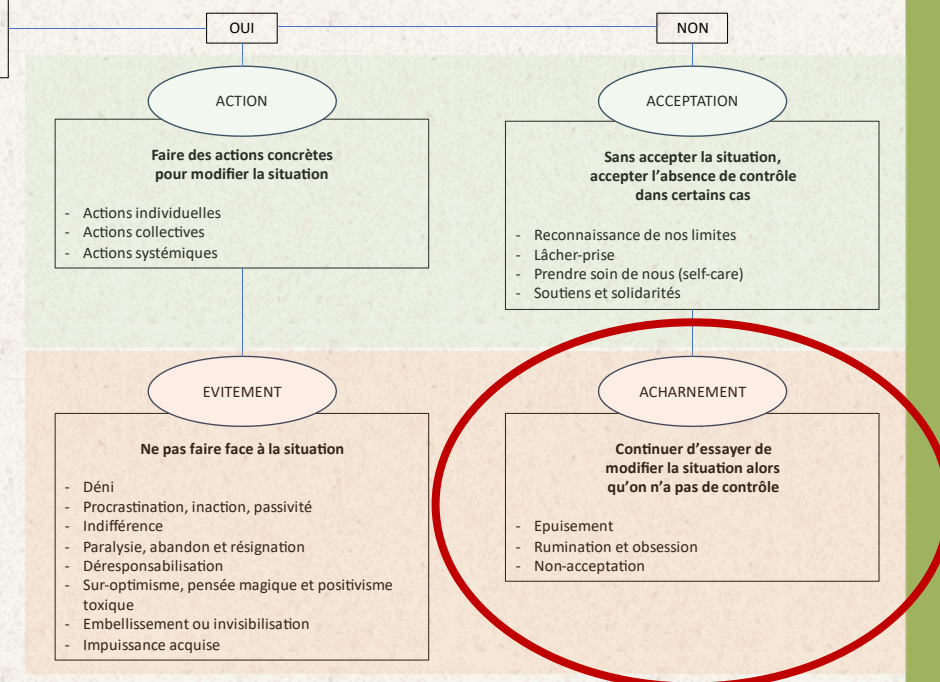 OUI
NON
ACTION
Faire des actions concrètes
pour modifier la situation
- Actions individuelles
- Actions collectives
- Actions systémiques
ACCEPTATION
Sans accepter la situation,
accepter l'absence de contrôle
dans certains cas
- Reconnaissance de nos limites
- Lâcher-prise
- Prendre soin de nous (self-care)
- Soutiens et solidarités
EVITEMENT
Ne pas faire face à la situation
- Déni
- Procrastination, inaction, passivité
- Indifférence
- Paralysie, abandon et résignation
- Déresponsabilisation
- Sur-optimisme, pensée magique et positivisme
toxique
- Embellissement ou invisibilisation
- Impuissance acquise
ACHARNEMENT
Continuer d'essayer de
modifier la situation alors
qu'on n'a pas de contrôle
- Epuisement
- Rumination et obsession
- Non-acceptation